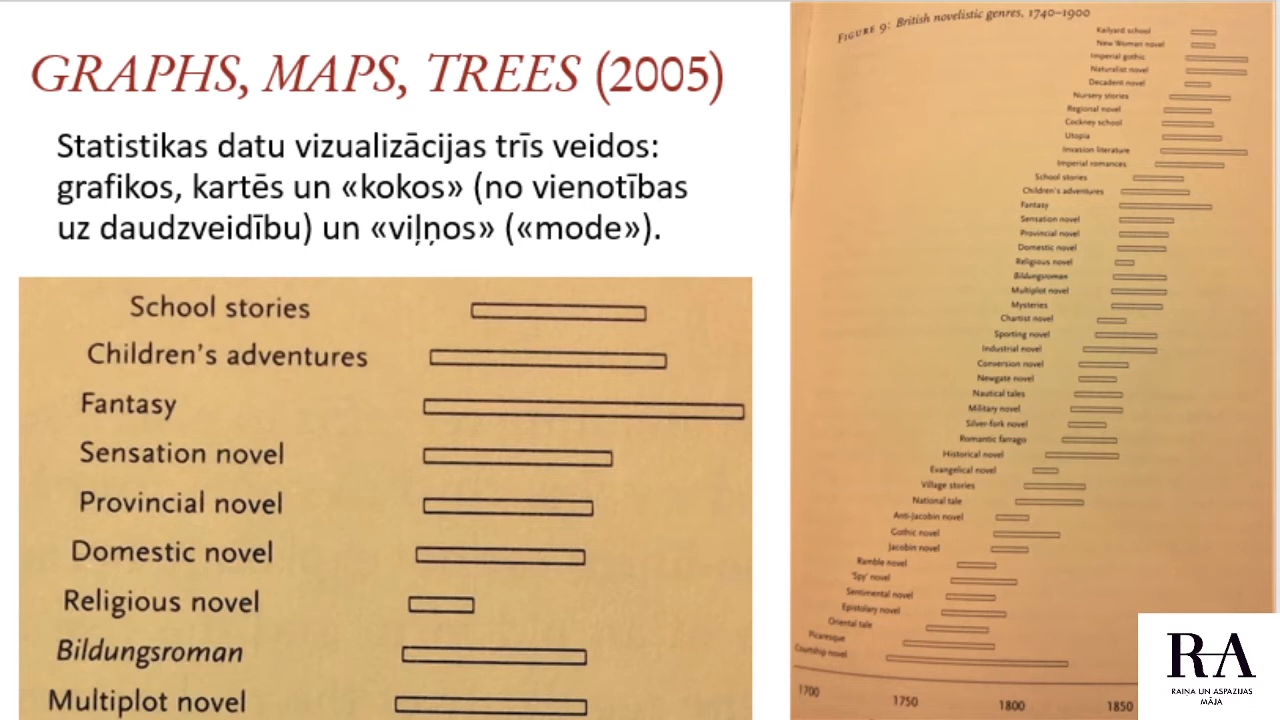 GRAPHS, MAPS, TREES (2005)
Statistikas datu vizualizācijas trīs veidos:
grafikos, kartēs un «kokos» (no vienotības
uz daudzveidību) un «viļņos» («mode»).
School stories
Children's adventures
Fantasy
Sensation novel
Provincial novel
Domestic novel
Religious novel
Bildungsroman
Multiplot novel
FIGURE 9: British novelistic genres, 1740–1900
Kailyard school
New Woman novel
Imperial gothic
Naturalist novel
Decadent novel
Nursery stories
Regional novel
Cockney school
Utopia
Invasion literature
Imperial romances
School stories
Children's adventures
Fantasy
Sensation novel
Provincial novel
Domestic novel
Religious novel
Bildungsroman
Multiplot novel
Mysteries
Chartist novel
Sporting novel
Industrial novel
Conversion novel
Newgate novel
Nautical tales
Military novel
Silver-fork novel
Romantic farrago
Historical novel
Evangelical novel
Village stories
National tale
Anti-Jacobin novel
Gothic novel
Jacobin novel
Ramble novel
'Spy' novel
Sentimental novel
Epistolary novel
Oriental tale
Picaresque
Courtship novel
1700 1750 1800 1850
RA
RAIŅA UN ASPAZIJAS
MĀJA